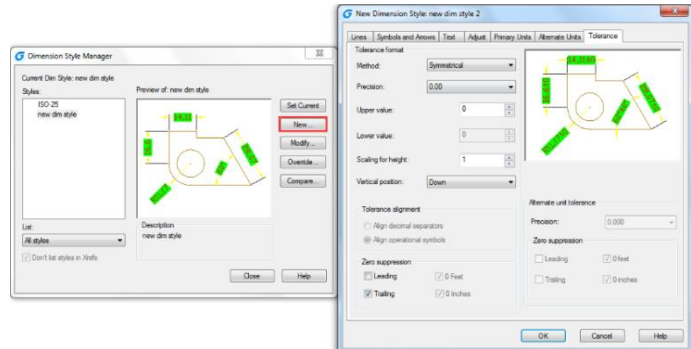 Dimension Style Manager
Current Dim Style: new dim style
Styles:
ISO-25
new dim style
Preview of: new dim style
14,11
Set Current
New...
Modify...
Override...
Compare...
List:
All styles
Don't list styles in Xrefs
Description
new dim style
Close
Help
New Dimension Style: new dim style 2
Lines
Symbols and Arrows
Text
Adjust
Primary Units
Alternate Units
Tolerance
Tolerance format
Method:
Symmetrical
Precision:
0.00
Upper value:
0
Lower value:
0
Scaling for height:
1
Vertical position:
Down
Tolerance alignment
Align decimal separators
Align operational symbols
Zero suppression
Leading
0 Feet
Trailing
0 Inches
Alternate unit tolerance
Precision:
0.000
Zero suppression
Leading
0 feet
Trailing
0 inches
OK
Cancel
Help